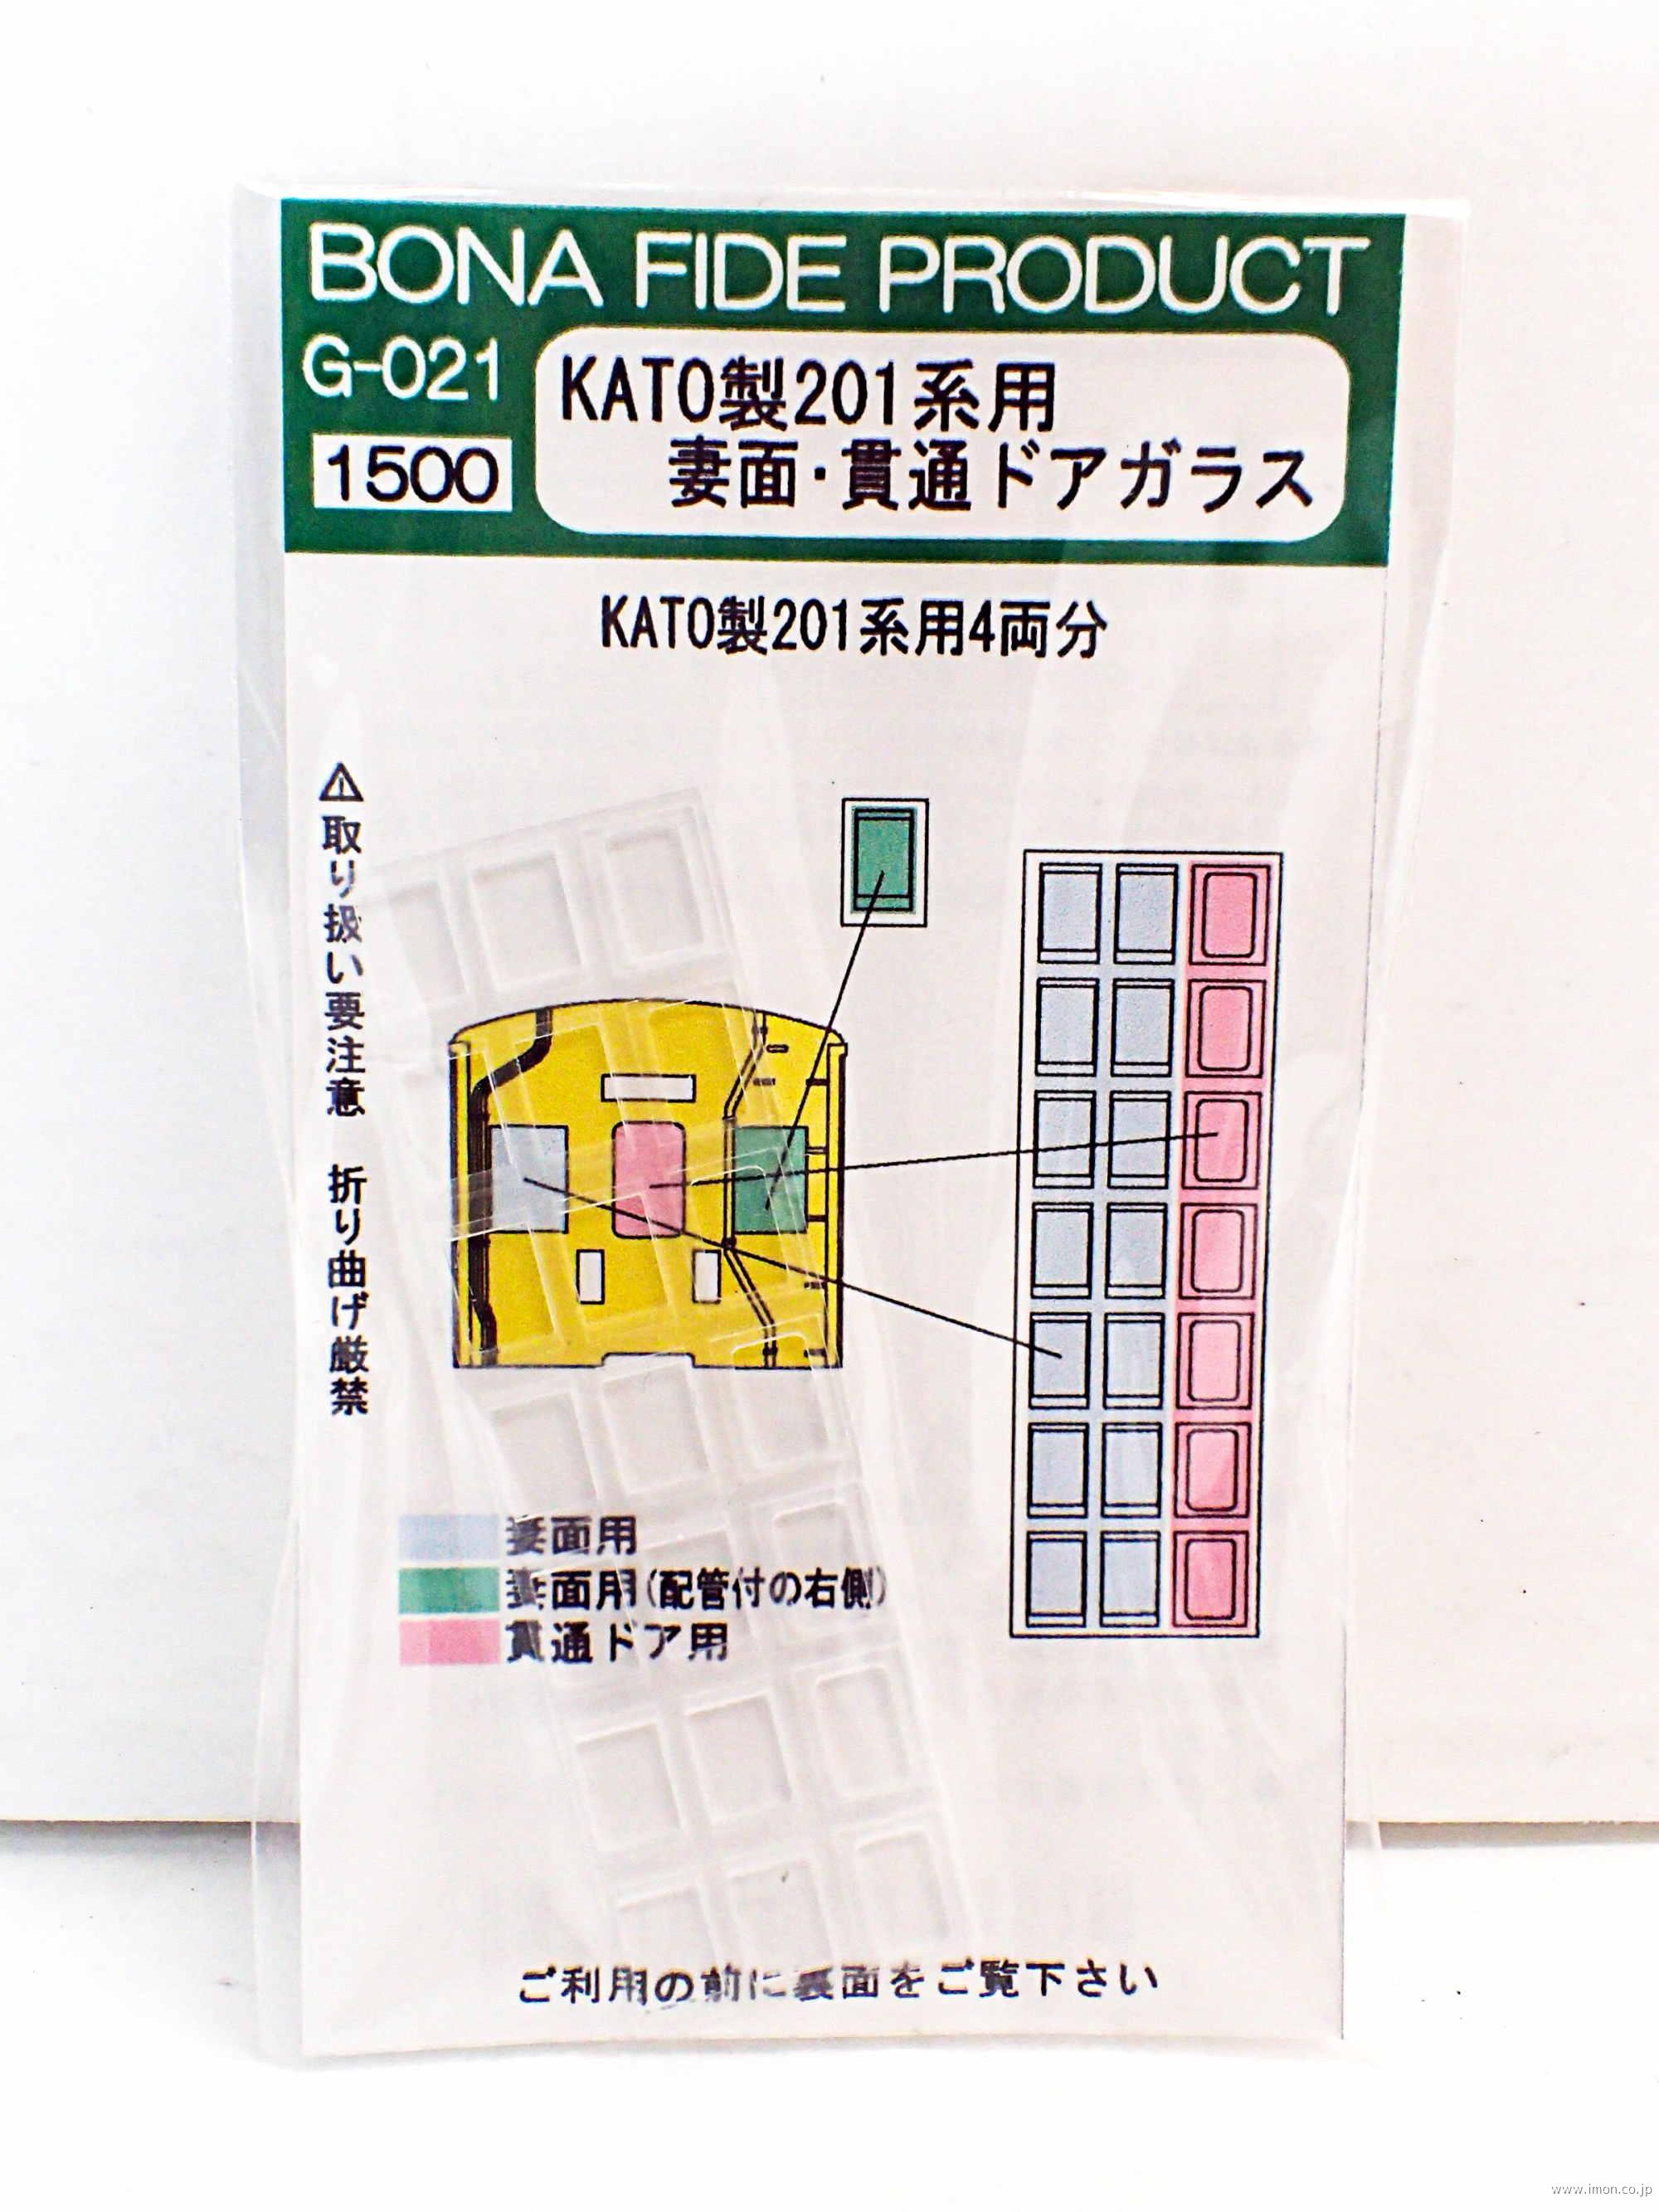 BONA FIDE PRODUCT
G-021
1500
KATO製201系用
妻面・貫通ドアガラス
KATO製201系用4両分
⚠取り扱い要注意 折り曲げ厳禁
妻面用
妻面用(配管付の右側)
貫通ドア用
ご利用の前に裏面をご覧下さい
www.imon.co.jp